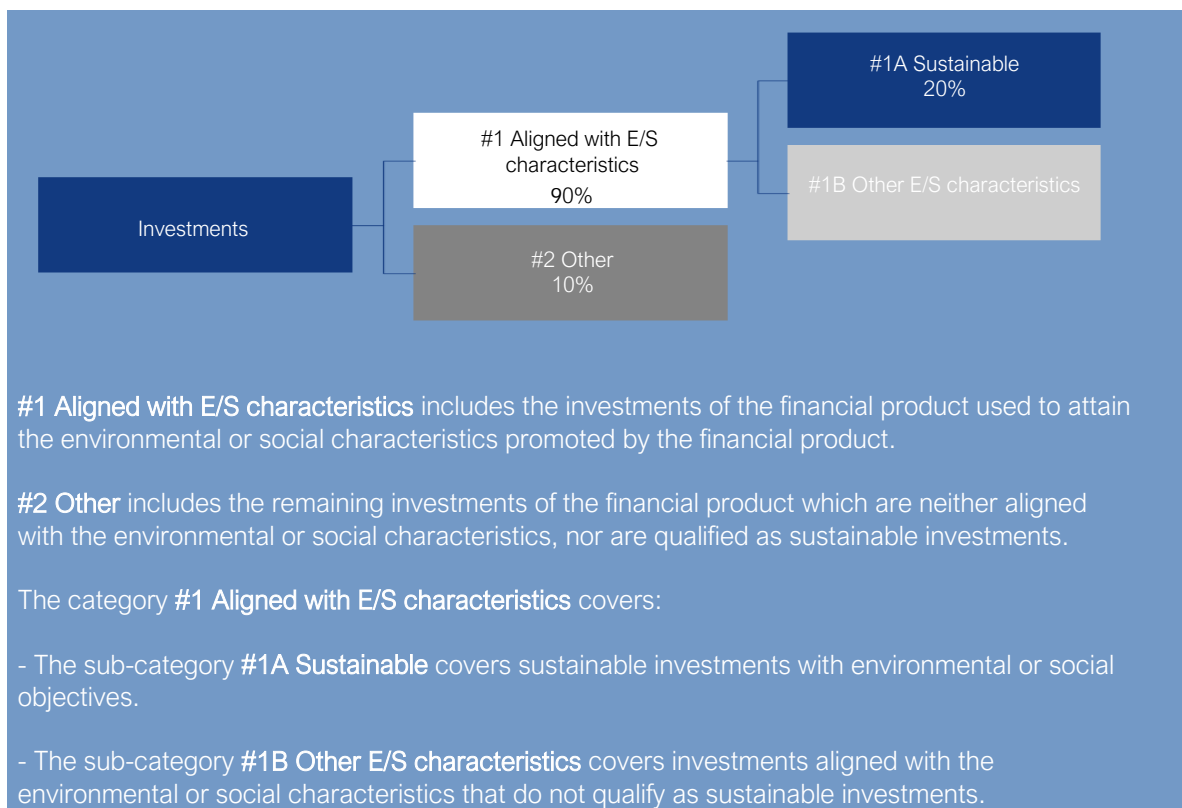 #1A Sustainable
20%
#1 Aligned with E/S
characteristics
90%
#1B Other E/S characteristics
Investments
#2 Other
10%
#1 Aligned with E/S characteristics includes the investments of the financial product used to attain
the environmental or social characteristics promoted by the financial product.
#2 Other includes the remaining investments of the financial product which are neither aligned
with the environmental or social characteristics, nor are qualified as sustainable investments.
The category #1 Aligned with E/S characteristics covers:
- The sub-category #1A Sustainable covers sustainable investments with environmental or social
objectives.
- The sub-category #1B Other E/S characteristics covers investments aligned with the
environmental or social characteristics that do not qualify as sustainable investments.